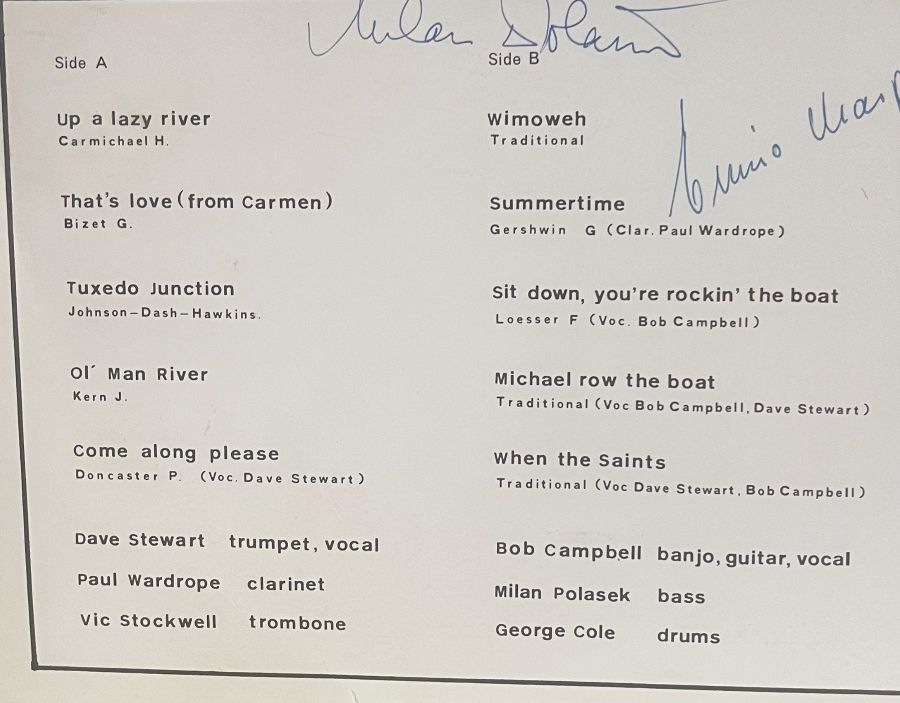 Side A
Up a lazy river
Carmichael H.
That's love (from Carmen)
Bizet G.
Tuxedo Junction
Johnson-Dash-Hawkins.
Ol´ Man River
Kern J.
Come along please
Doncaster P. (Voc. Dave Stewart)
Dave Stewart trumpet, vocal
Paul Wardrope clarinet
Vic Stockwell trombone
Milan
Side B
Wimoweh
Traditional
Summertime
Gershwin G (Clar. Paul Wardrope)
Sit down, you're rockin' the boat
Loesser F (Voc. Bob Campbell)
Michael row the boat
Traditional (Voc Bob Campbell, Dave Stewart)
When the Saints
Traditional (Voc Dave Stewart, Bob Campbell)
Bob Campbell banjo, guitar, vocal
Milan Polasek bass
George Cole drums